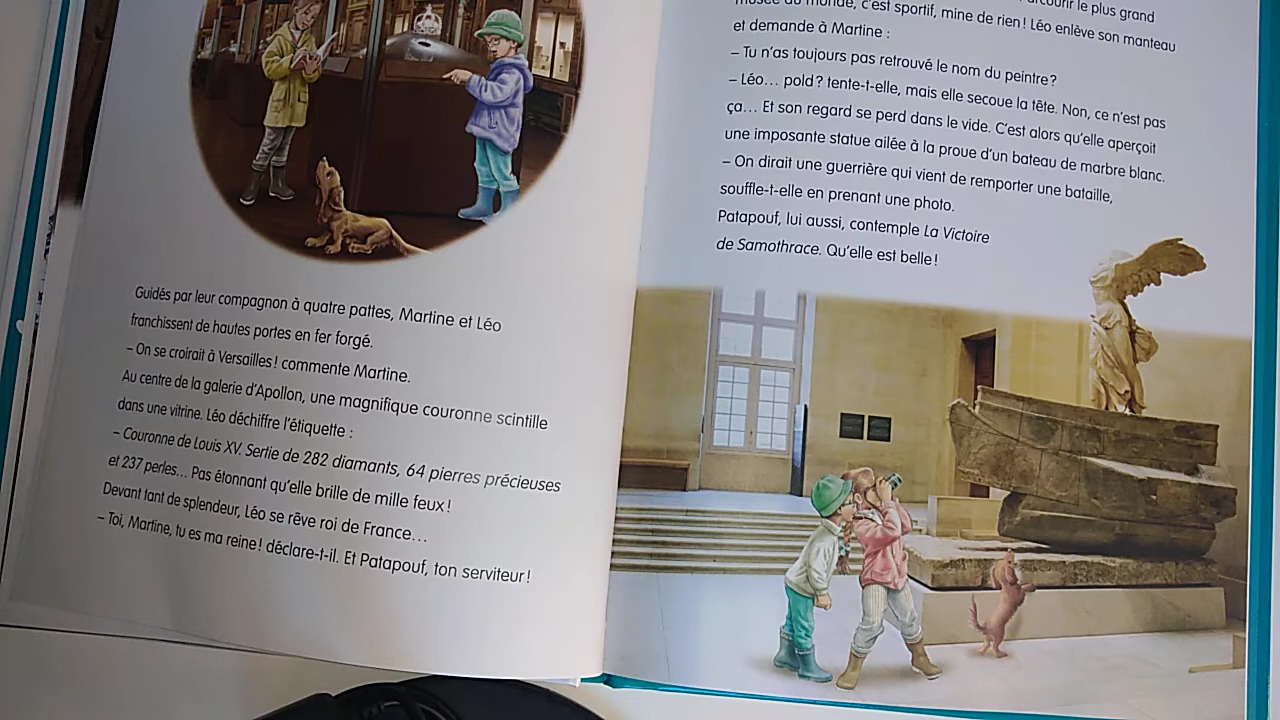 Guidés par leur compagnon à quatre pattes, Martine et Léo
franchissent de hautes portes en fer forgé.
– On se croirait à Versailles ! commente Martine.
Au centre de la galerie d'Apollon, une magnifique couronne scintille
dans une vitrine. Léo déchiffre l'étiquette :
– Couronne de Louis XV. Sertie de 282 diamants, 64 pierres précieuses
et 237 perles… Pas étonnant qu'elle brille de mille feux !
Devant tant de splendeur, Léo se rêve roi de France…
– Toi, Martine, tu es ma reine ! déclare-t-il. Et Patapouf, ton serviteur !
le plus grand
musée du monde, c'est sportif, mine de rien ! Léo enlève son manteau
et demande à Martine :
– Tu n'as toujours pas retrouvé le nom du peintre ?
– Léo… pold ? tente-t-elle, mais elle secoue la tête. Non, ce n'est pas
ça… Et son regard se perd dans le vide. C'est alors qu'elle aperçoit
une imposante statue ailée à la proue d'un bateau de marbre blanc.
– On dirait une guerrière qui vient de remporter une bataille,
souffle-t-elle en prenant une photo.
Patapouf, lui aussi, contemple La Victoire
de Samothrace. Qu'elle est belle !